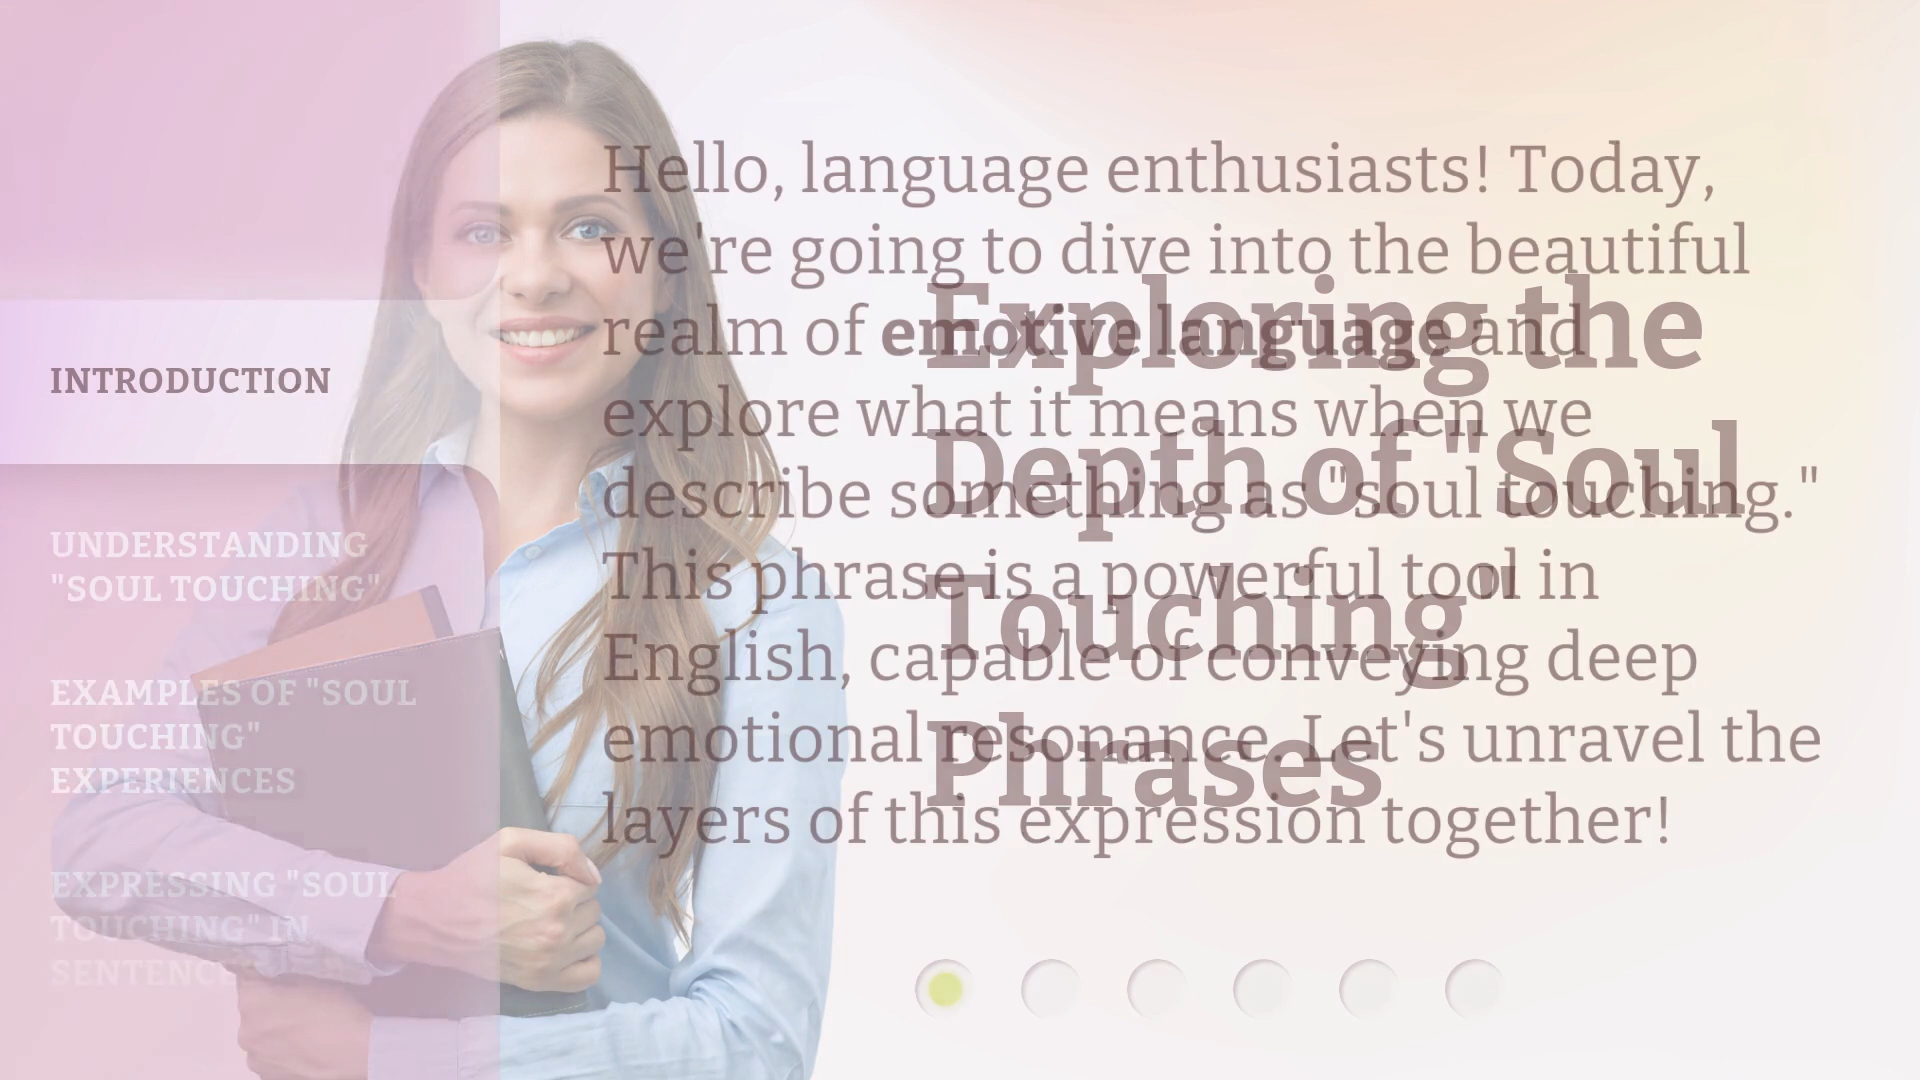 INTRODUCTION
UNDERSTANDING
"SOUL TOUCHING"
EXAMPLES OF "SOUL
TOUCHING"
EXPERIENCES
EXPRESSING "SOUL
TOUCHING" IN
SENTENCES
Hello, language enthusiasts! Today,
we're going to dive into the beautiful
realm of emotive language and
explore what it means when we
describe something as "soul touching."
This phrase is a powerful tool in
English, capable of conveying deep
emotional resonance. Let's unravel the
layers of this expression together!
Exploring the
Depth of "Soul
Touching"
Phrases